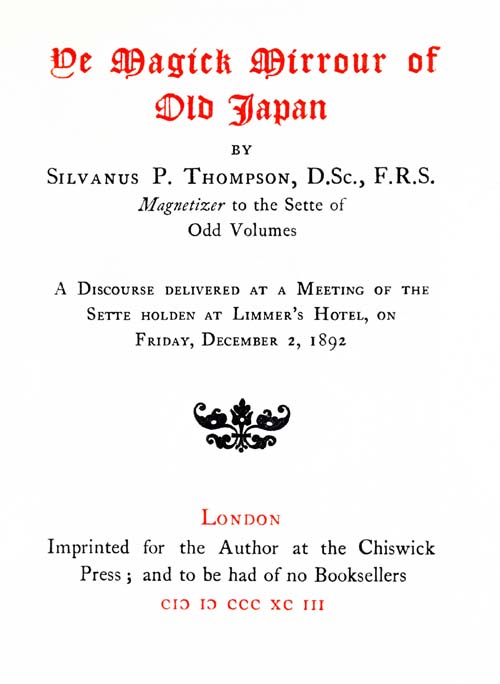 Ye Magick Mirrour of
Old Japan
BY
SILVANUS P. THOMPSON, D.Sc., F.R.S.
Magnetizer to the Sette of
Odd Volumes
A DISCOURSE DELIVERED AT A MEETING OF THE
SETTE HOLDEN AT LIMMER'S HOTEL, ON
FRIDAY, DECEMBER 2, 1892
LONDON
Imprinted for the Author at the Chiswick
Press ; and to be had of no Booksellers
CIƆ IƆ CCC XC III